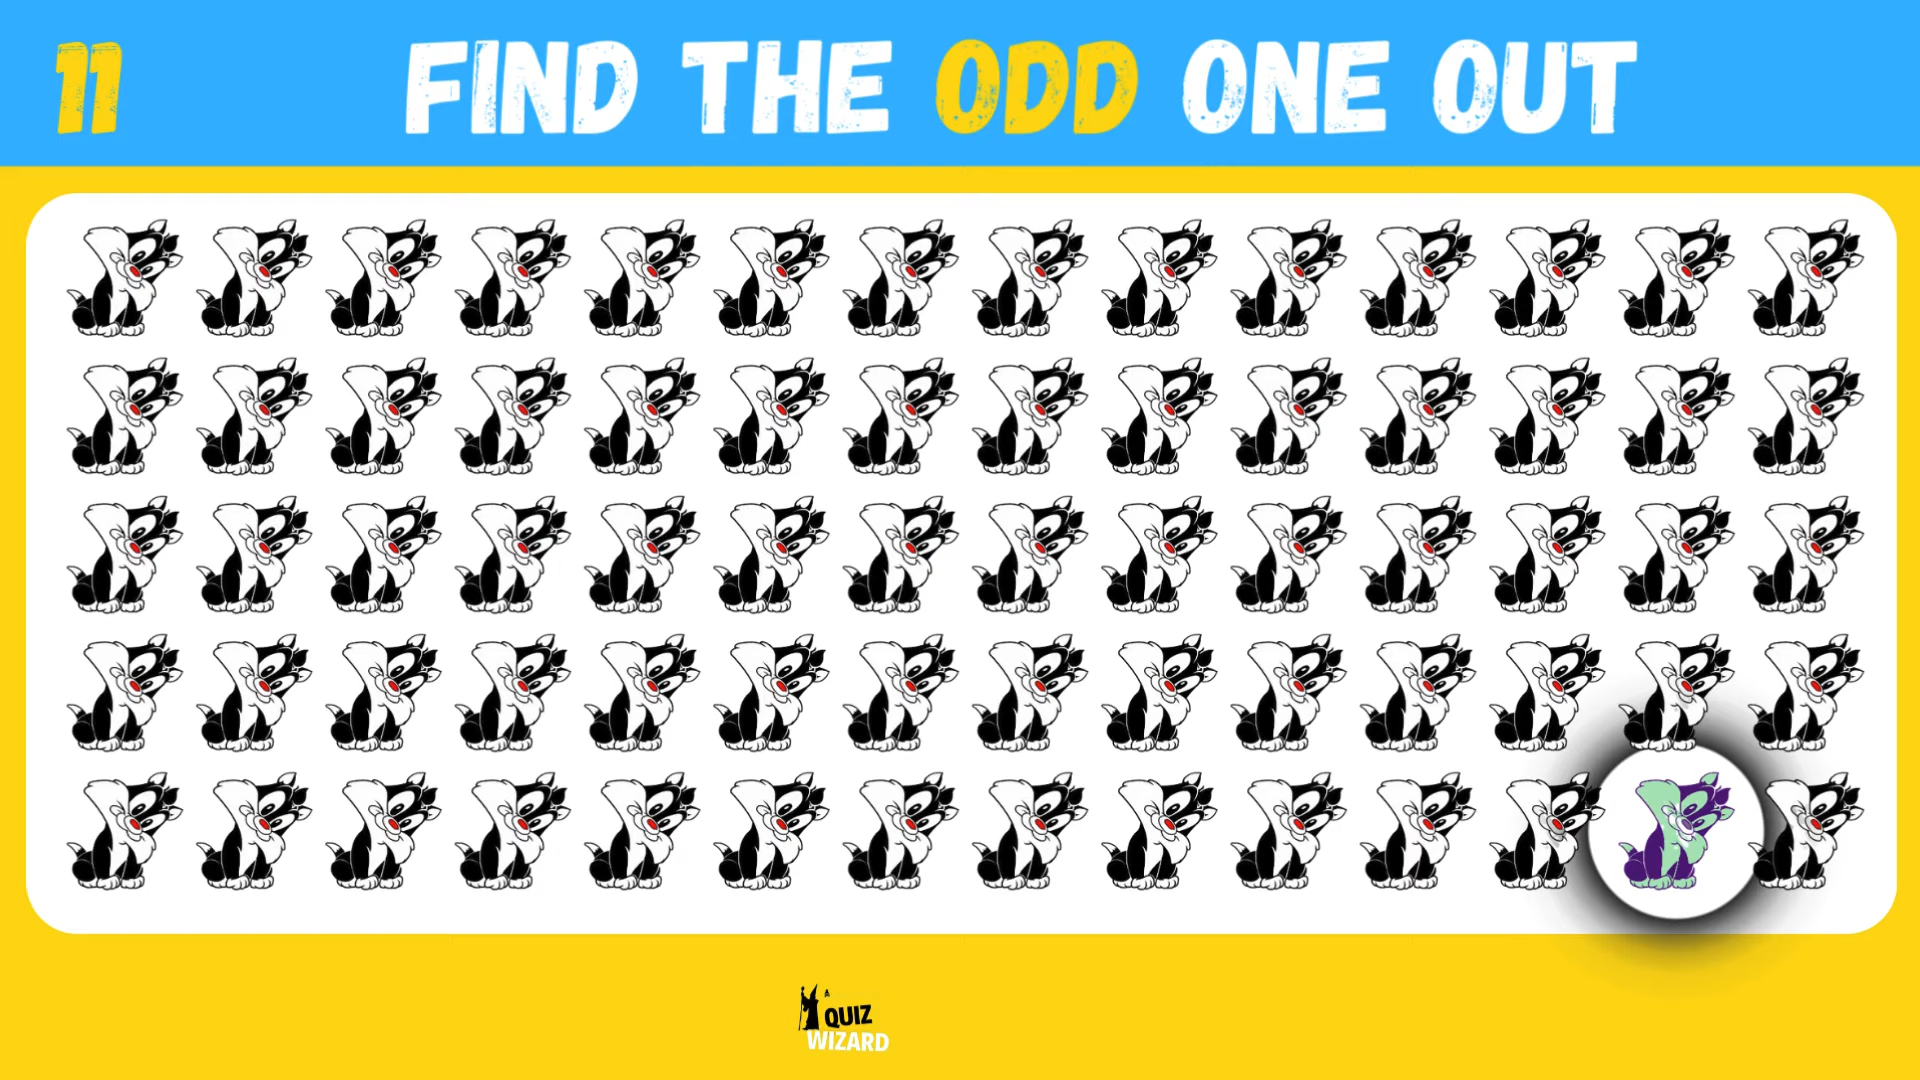 11
FIND THE ODD ONE OUT
A
QUIZ
WIZARD